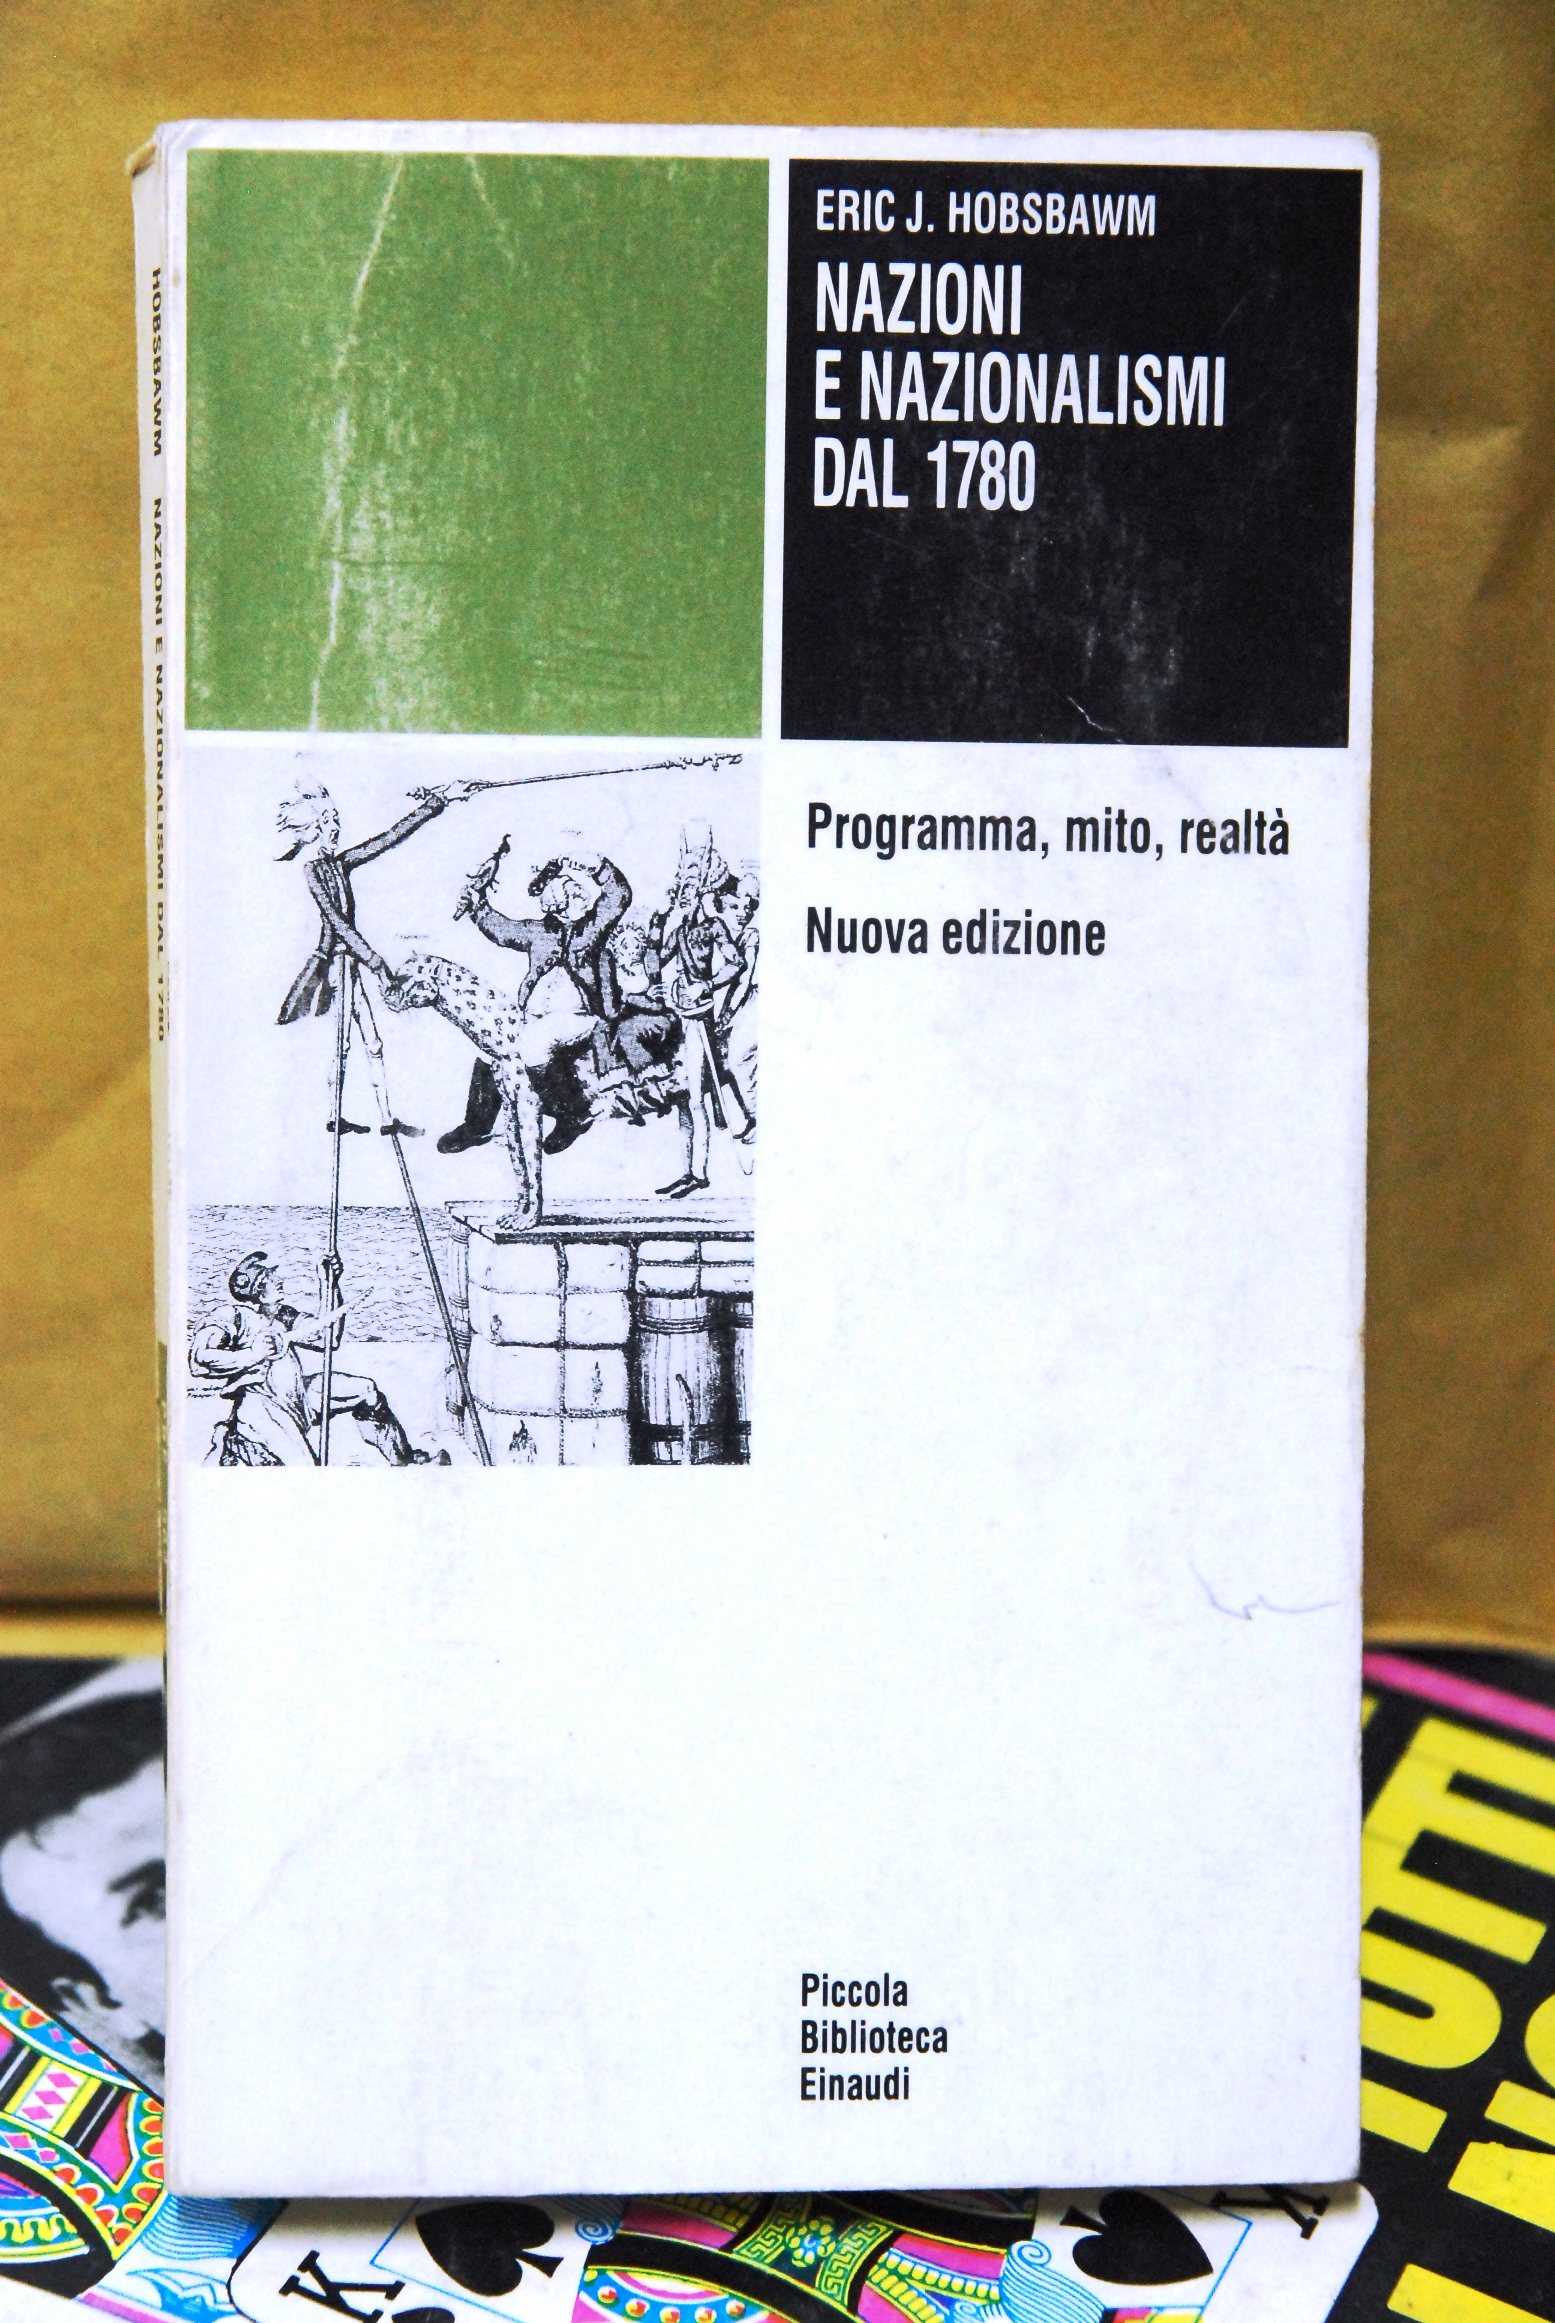 ERIC J. HOBSBAWM
NAZIONI
E NAZIONALISMI
DAL 1780
Programma, mito, realtà
Nuova edizione
Piccola
Biblioteca
Einaudi
HOBSBAWM NAZIONI E NAZIONALISMI DAL 1780
K
K